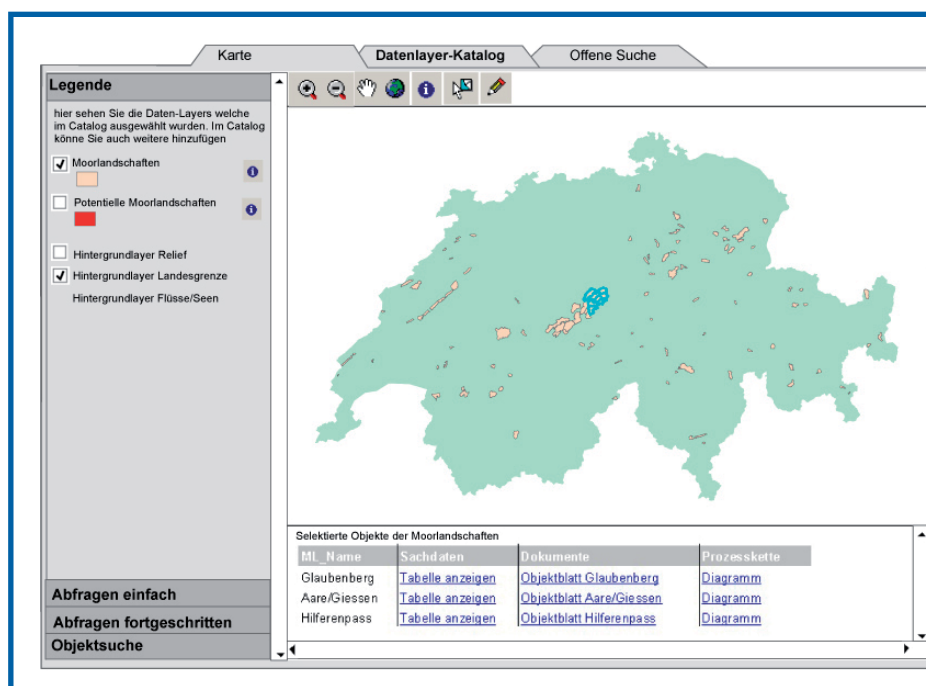 Karte
Datenlayer-Katalog
Offene Suche
Legende
hier sehen Sie die Daten-Layers welche
im Catalog ausgewählt wurden. Im Catalog
könne Sie auch weitere hinzufügen
Moorlandschaften
Potentielle Moorlandschaften
Hintergrundlayer Relief
Hintergrundlayer Landesgrenze
Hintergrundlayer Flüsse/Seen
Abfragen einfach
Abfragen fortgeschritten
Objektsuche
Selektierte Objekte der Moorlandschaften
ML_Name Sachdaten Dokumente Prozesskette
Glaubenberg Tabelle anzeigen Objektblatt Glaubenberg Diagramm
Aare/Giessen Tabelle anzeigen Objektblatt Aare/Giessen Diagramm
Hilferenpass Tabelle anzeigen Objektblatt Hilferenpass Diagramm